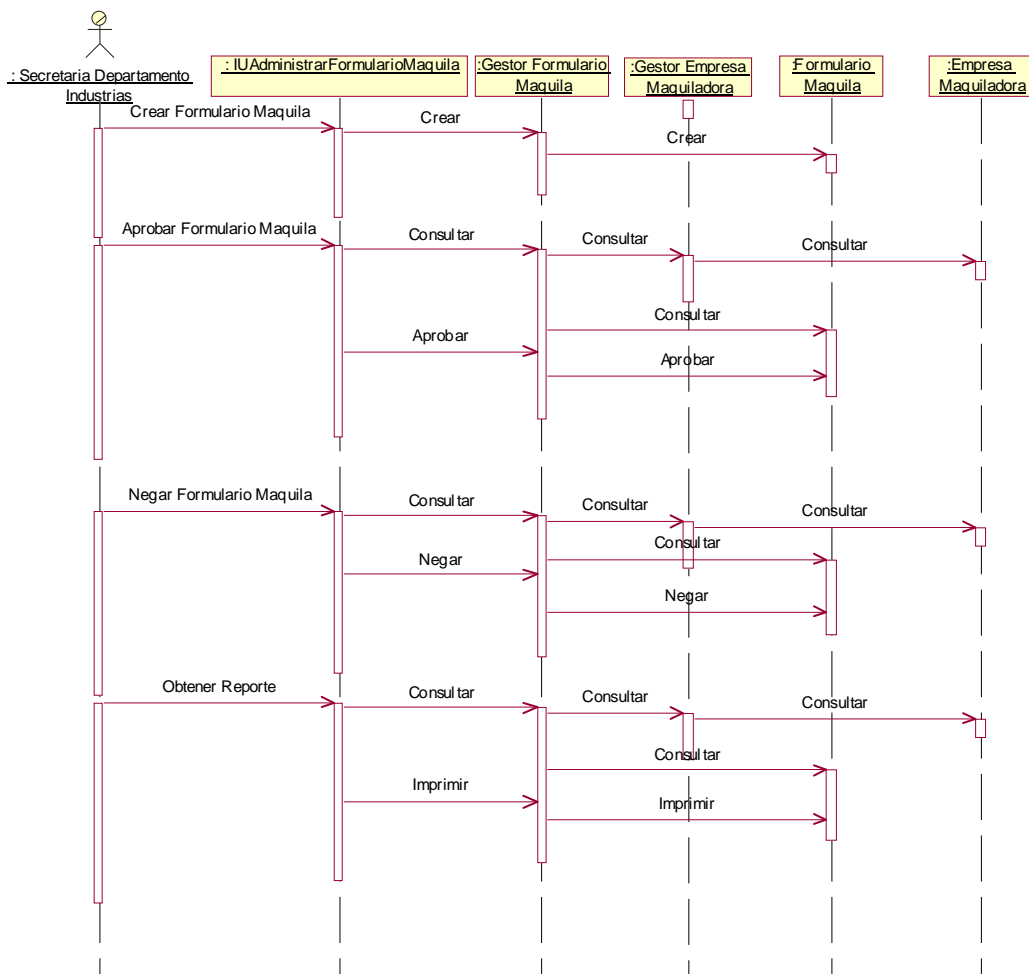 : Secretaria Departamento
Industrias
: IUAdministrarFormularioMaquila
:Gestor Formulario
Maquila
:Gestor Empresa
Maquiladora
:Formulario
Maquila
:Empresa
Maquiladora
Crear Formulario Maquila
Crear
Crear
Aprobar Formulario Maquila
Consultar
Consultar
Consultar
Consultar
Aprobar
Aprobar
Negar Formulario Maquila
Consultar
Consultar
Consultar
Consultar
Negar
Negar
Obtener Reporte
Consultar
Consultar
Consultar
Consultar
Imprimir
Imprimir